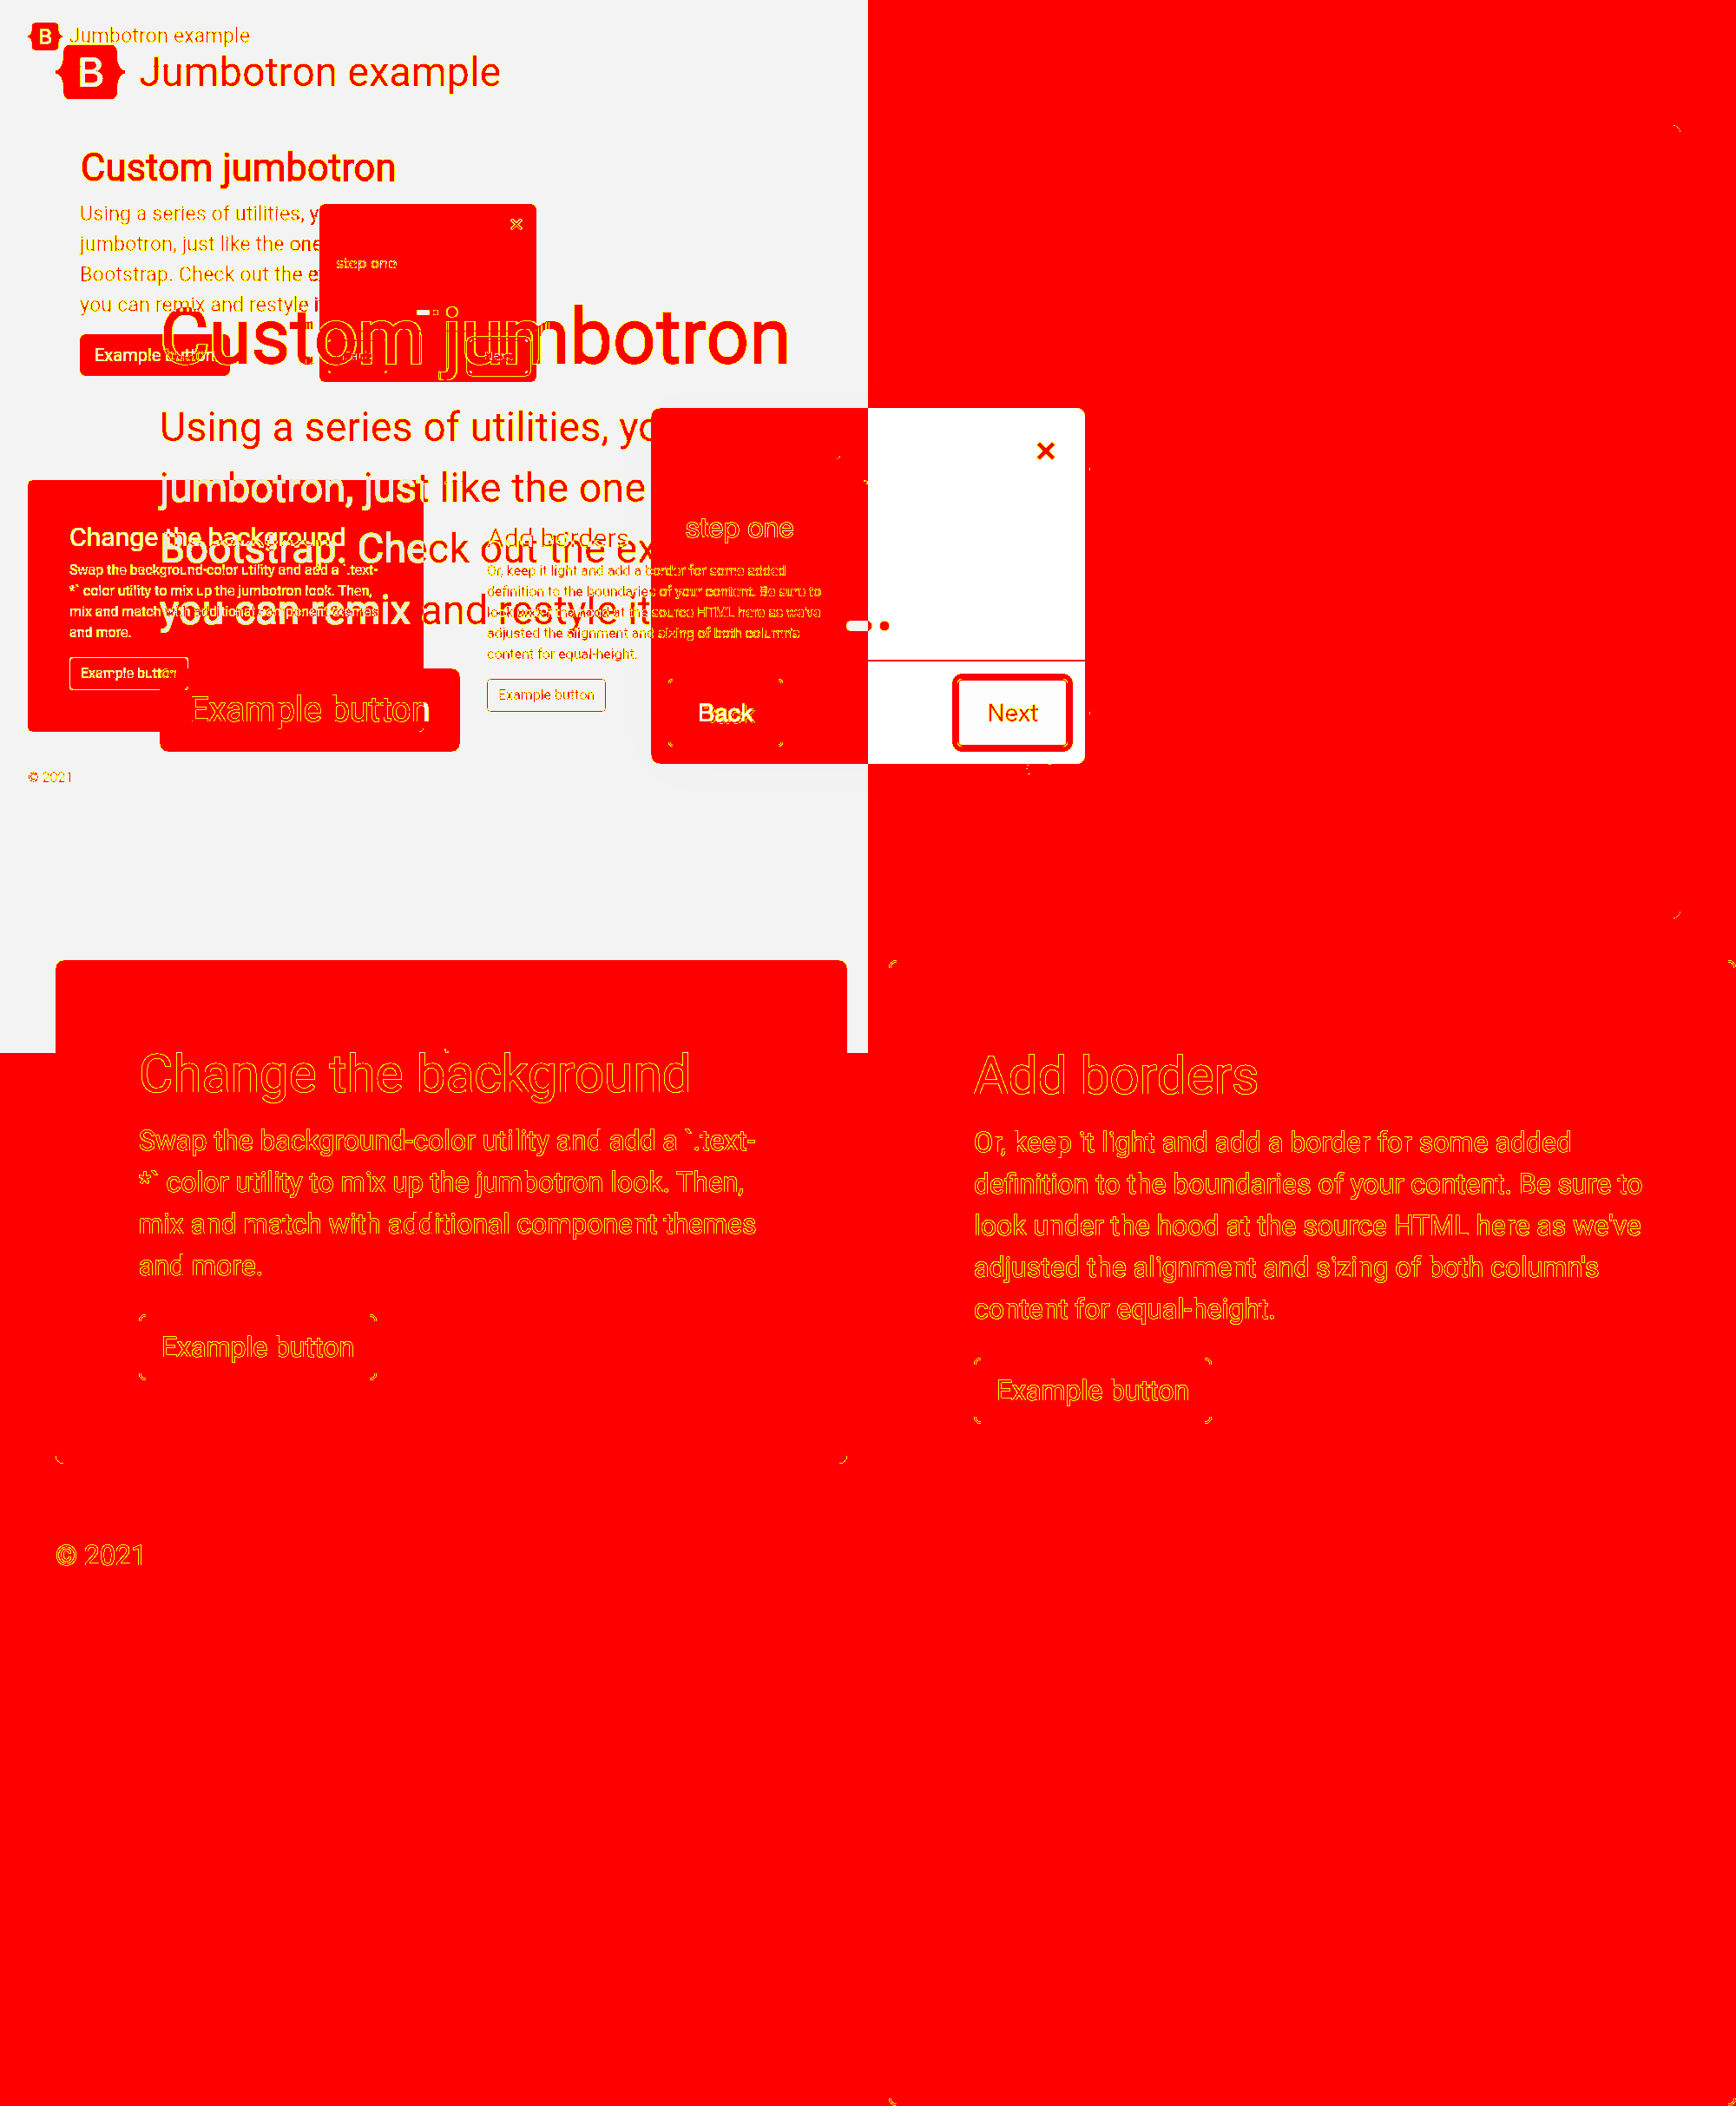 B Jumbotron example
B Jumbotron example
Custom jumbotron
Using a series of utilities, y
jumbotron, just like the one
Bootstrap. Check out the e
you can remix and restyle i
Example button
×
step one
Custom jumbotron
Using a series of utilities, yo
jumbotron, just like the one
Bootstrap. Check out the ex
you can remix and restyle it
Example button
Change the background
Swap the background-color utility and add a `.text-
*` color utility to mix up the jumbotron look. Then,
mix and match with additional component themes
and more.
Example button
Add borders
Or, keep it light and add a border for some added
definition to the boundaries of your content. Be sure to
look under the hood at the source HTML here as we've
adjusted the alignment and sizing of both column's
content for equal-height.
Example button
×
step one
Back
Next
© 2021
Change the background
Swap the background-color utility and add a `.text-
*` color utility to mix up the jumbotron look. Then,
mix and match with additional component themes
and more.
Example button
Add borders
Or, keep it light and add a border for some added
definition to the boundaries of your content. Be sure to
look under the hood at the source HTML here as we've
adjusted the alignment and sizing of both column's
content for equal-height.
Example button
© 2021